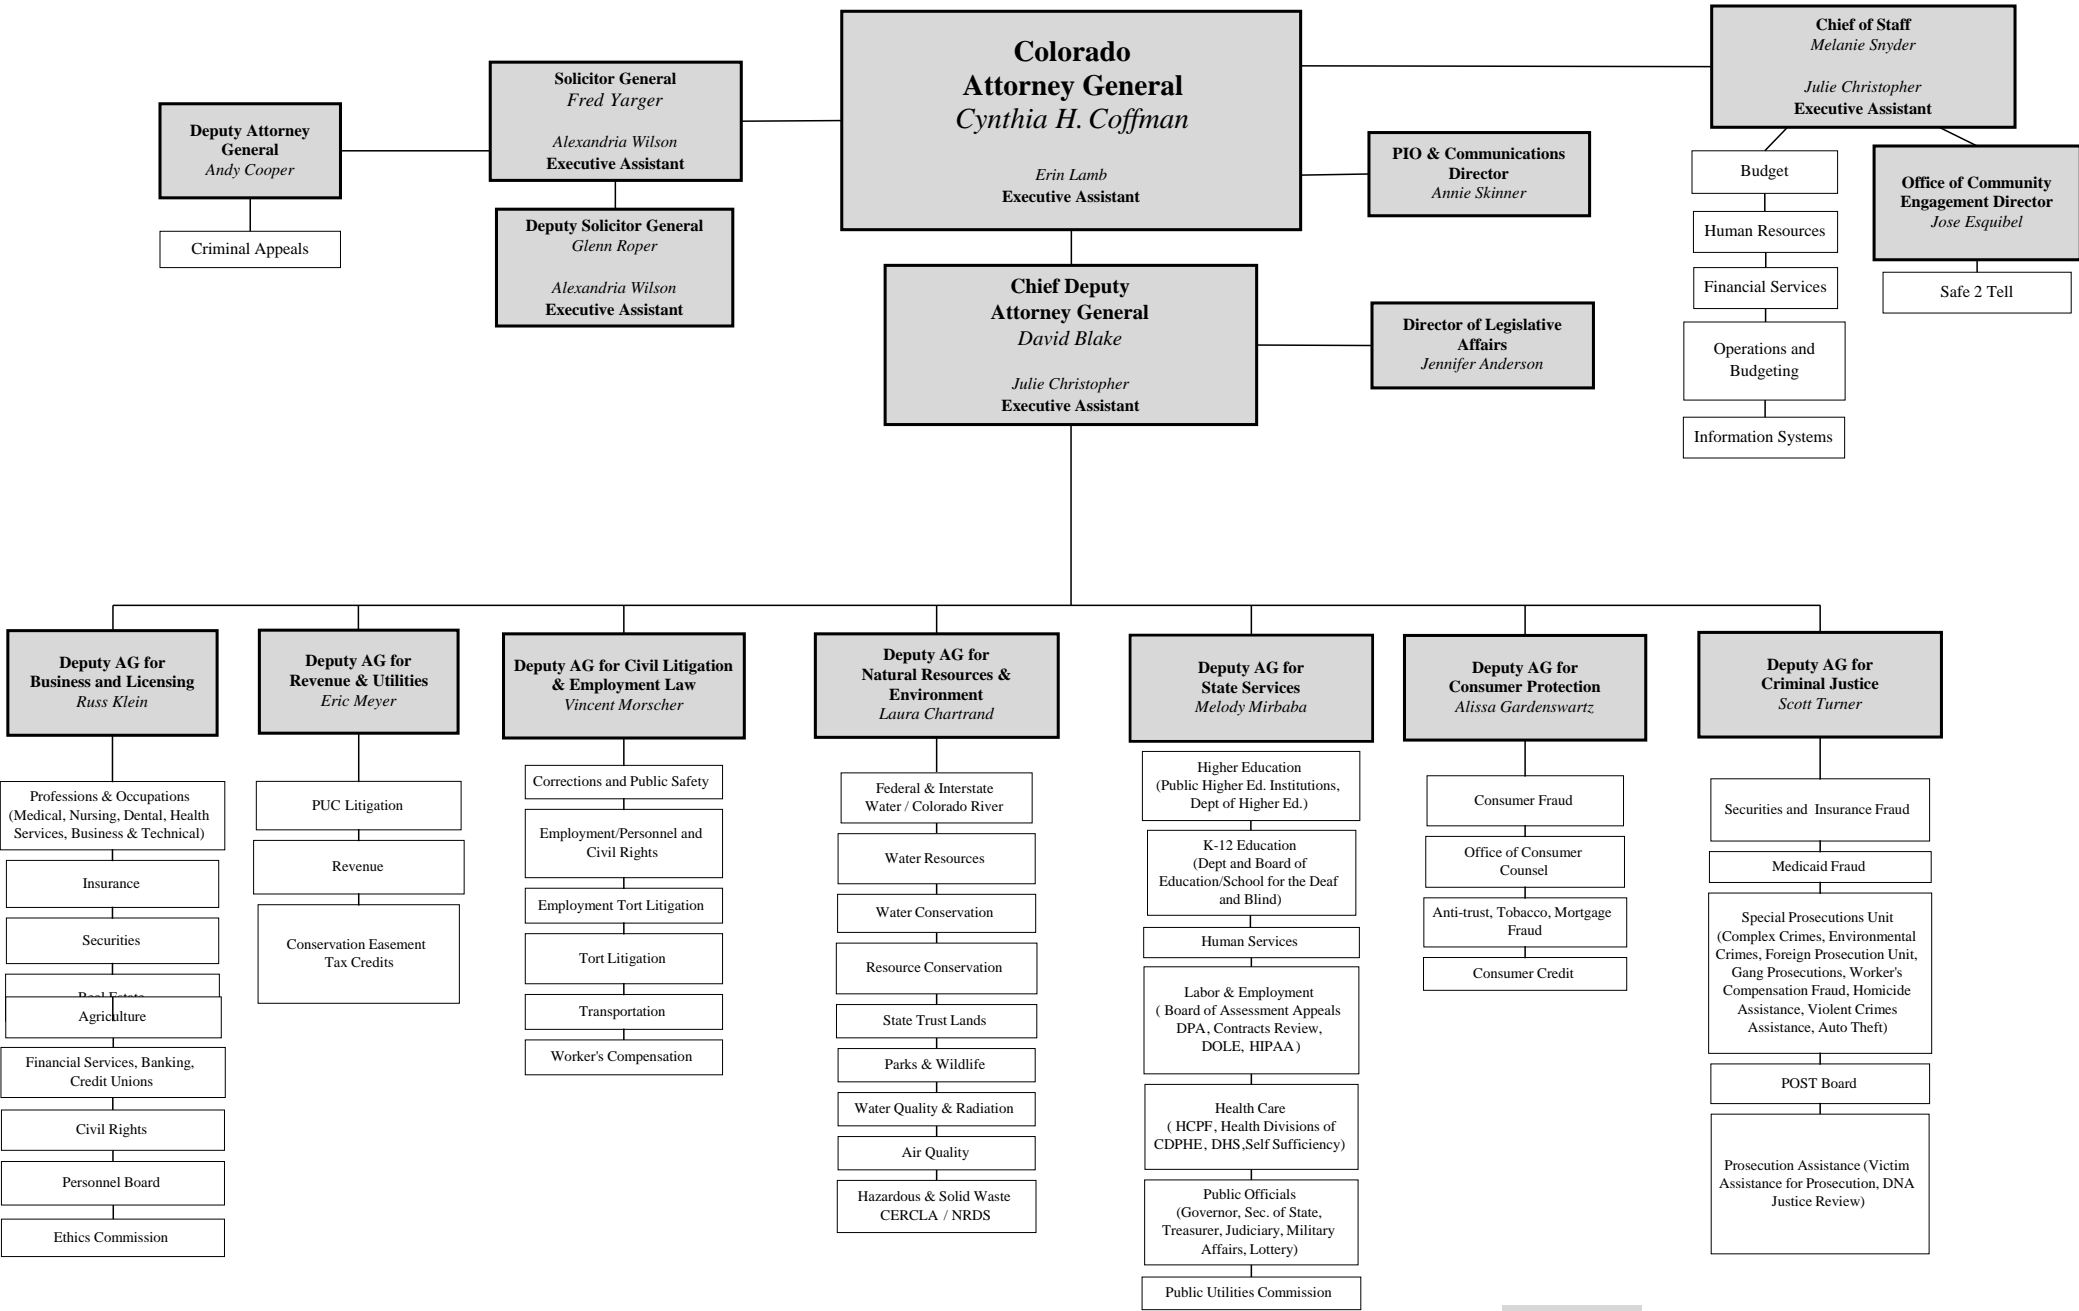 Colorado
Attorney General
Cynthia H. Coffman
Erin Lamb
Executive Assistant
Chief of Staff
Melanie Snyder
Julie Christopher
Executive Assistant
Solicitor General
Fred Yarger
Alexandria Wilson
Executive Assistant
Deputy Attorney
General
Andy Cooper
Criminal Appeals
Deputy Solicitor General
Glenn Roper
Alexandria Wilson
Executive Assistant
PIO & Communications
Director
Annie Skinner
Budget
Human Resources
Financial Services
Operations and
Budgeting
Information Systems
Office of Community
Engagement Director
Jose Esquibel
Safe 2 Tell
Chief Deputy
Attorney General
David Blake
Julie Christopher
Executive Assistant
Director of Legislative
Affairs
Jennifer Anderson
Deputy AG for
Business and Licensing
Russ Klein
Professions & Occupations
(Medical, Nursing, Dental, Health
Services, Business & Technical)
Insurance
Securities
Real Estate
Agriculture
Financial Services, Banking,
Credit Unions
Civil Rights
Personnel Board
Ethics Commission
Deputy AG for
Revenue & Utilities
Eric Meyer
PUC Litigation
Revenue
Conservation Easement
Tax Credits
Deputy AG for Civil Litigation
& Employment Law
Vincent Morscher
Corrections and Public Safety
Employment/Personnel and
Civil Rights
Employment Tort Litigation
Tort Litigation
Transportation
Worker's Compensation
Deputy AG for
Natural Resources &
Environment
Laura Chartrand
Federal & Interstate
Water / Colorado River
Water Resources
Water Conservation
Resource Conservation
State Trust Lands
Parks & Wildlife
Water Quality & Radiation
Air Quality
Hazardous & Solid Waste
CERCLA / NRDS
Deputy AG for
State Services
Melody Mirbaba
Higher Education
(Public Higher Ed. Institutions,
Dept of Higher Ed.)
K-12 Education
(Dept and Board of
Education/School for the Deaf
and Blind)
Human Services
Labor & Employment
( Board of Assessment Appeals
DPA, Contracts Review,
DOLE, HIPAA)
Health Care
( HCPF, Health Divisions of
CDPHE, DHS,Self Sufficiency)
Public Officials
(Governor, Sec. of State,
Treasurer, Judiciary, Military
Affairs, Lottery)
Public Utilities Commission
Deputy AG for
Consumer Protection
Alissa Gardenswartz
Consumer Fraud
Office of Consumer
Counsel
Anti-trust, Tobacco, Mortgage
Fraud
Consumer Credit
Deputy AG for
Criminal Justice
Scott Turner
Securities and Insurance Fraud
Medicaid Fraud
Special Prosecutions Unit
(Complex Crimes, Environmental
Crimes, Foreign Prosecution Unit,
Gang Prosecutions, Worker's
Compensation Fraud, Homicide
Assistance, Violent Crimes
Assistance, Auto Theft)
POST Board
Prosecution Assistance (Victim
Assistance for Prosecution, DNA
Justice Review)